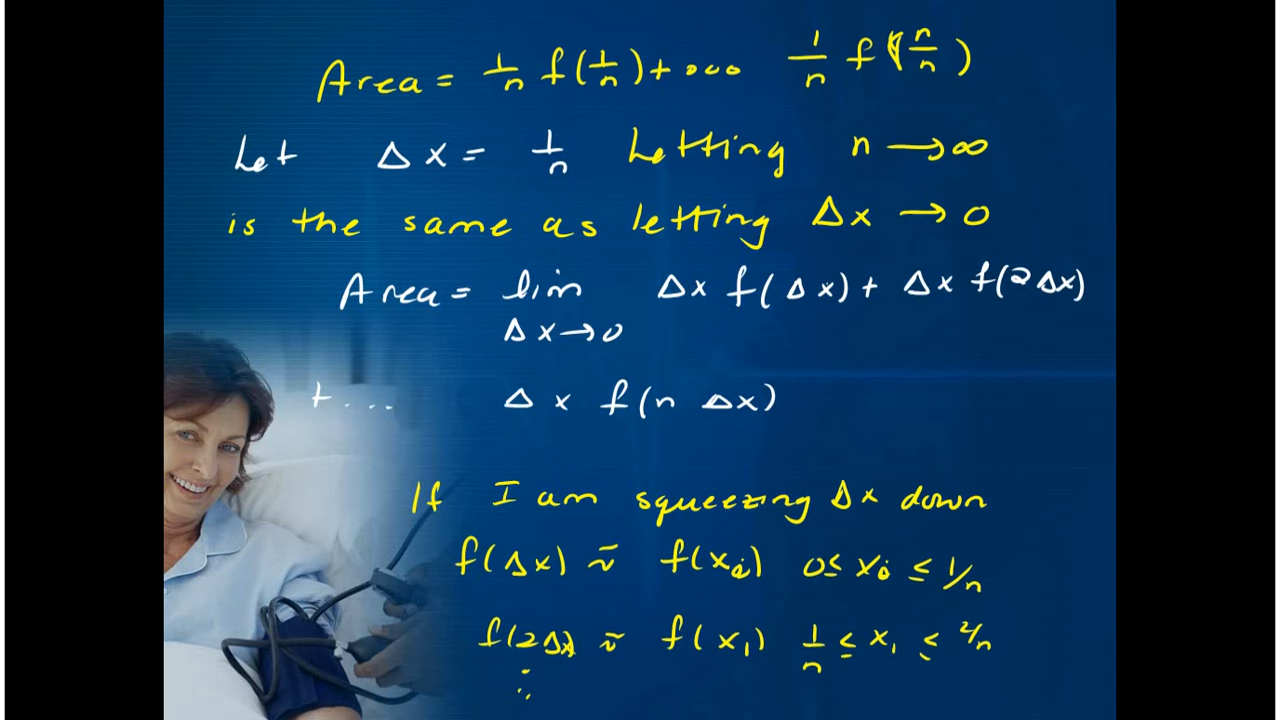 Area = 1/n f(1/n) + ... 1/n f(n/n)
Let Δx = 1/n Letting n → ∞
is the same as letting Δx → 0
Area = lim Δx f(Δx) + Δx f(2Δx)
Δx → 0
+ ... Δx f(n Δx)
If I am squeezing Δx down
f(Δx) ≈ f(x₀) 0 ≤ x₀ ≤ 1/n
f(2Δx) ≈ f(x₁) 1/n ≤ x₁ ≤ 2/n
⋮